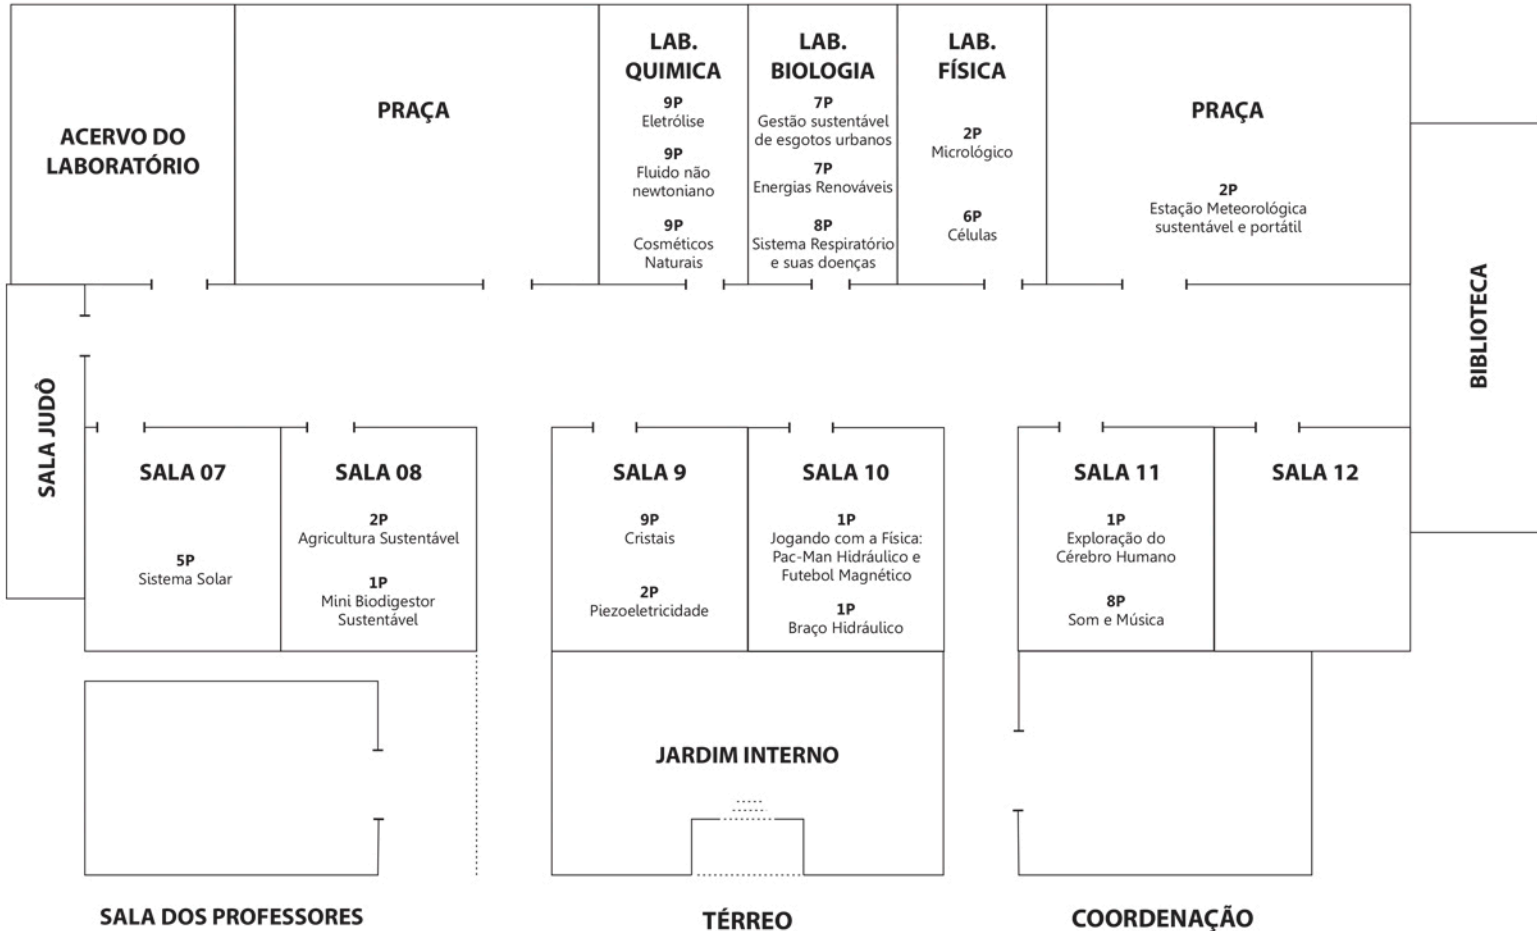 ACERVO DO
LABORATÓRIO
PRAÇA
LAB.
QUIMICA
9P
Eletrólise
9P
Fluido não
newtoniano
9P
Cosméticos
Naturais
LAB.
BIOLOGIA
7P
Gestão sustentável
de esgotos urbanos
7P
Energias Renováveis
8P
Sistema Respiratório
e suas doenças
LAB.
FÍSICA
2P
Micrológico
6P
Células
PRAÇA
2P
Estação Meteorológica
sustentável e portátil
BIBLIOTECA
SALA JUDÔ
SALA 07
5P
Sistema Solar
SALA 08
2P
Agricultura Sustentável
1P
Mini Biodigestor
Sustentável
SALA 9
9P
Cristais
2P
Piezoeletricidade
SALA 10
1P
Jogando com a Física:
Pac-Man Hidráulico e
Futebol Magnético
1P
Braço Hidráulico
SALA 11
1P
Exploração do
Cérebro Humano
8P
Som e Música
SALA 12
JARDIM INTERNO
SALA DOS PROFESSORES
TÉRREO
COORDENAÇÃO